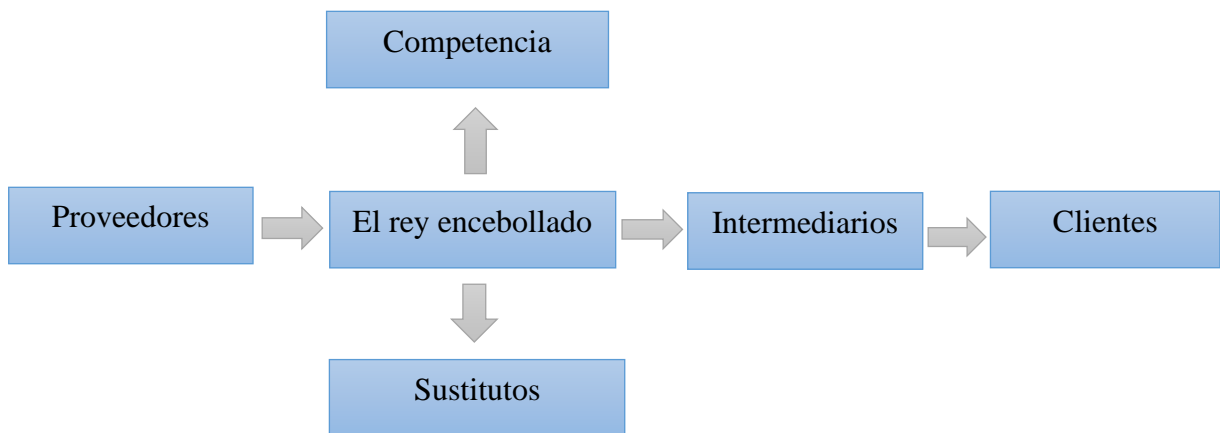 Competencia
Proveedores
El rey encebollado
Intermediarios
Clientes
Sustitutos